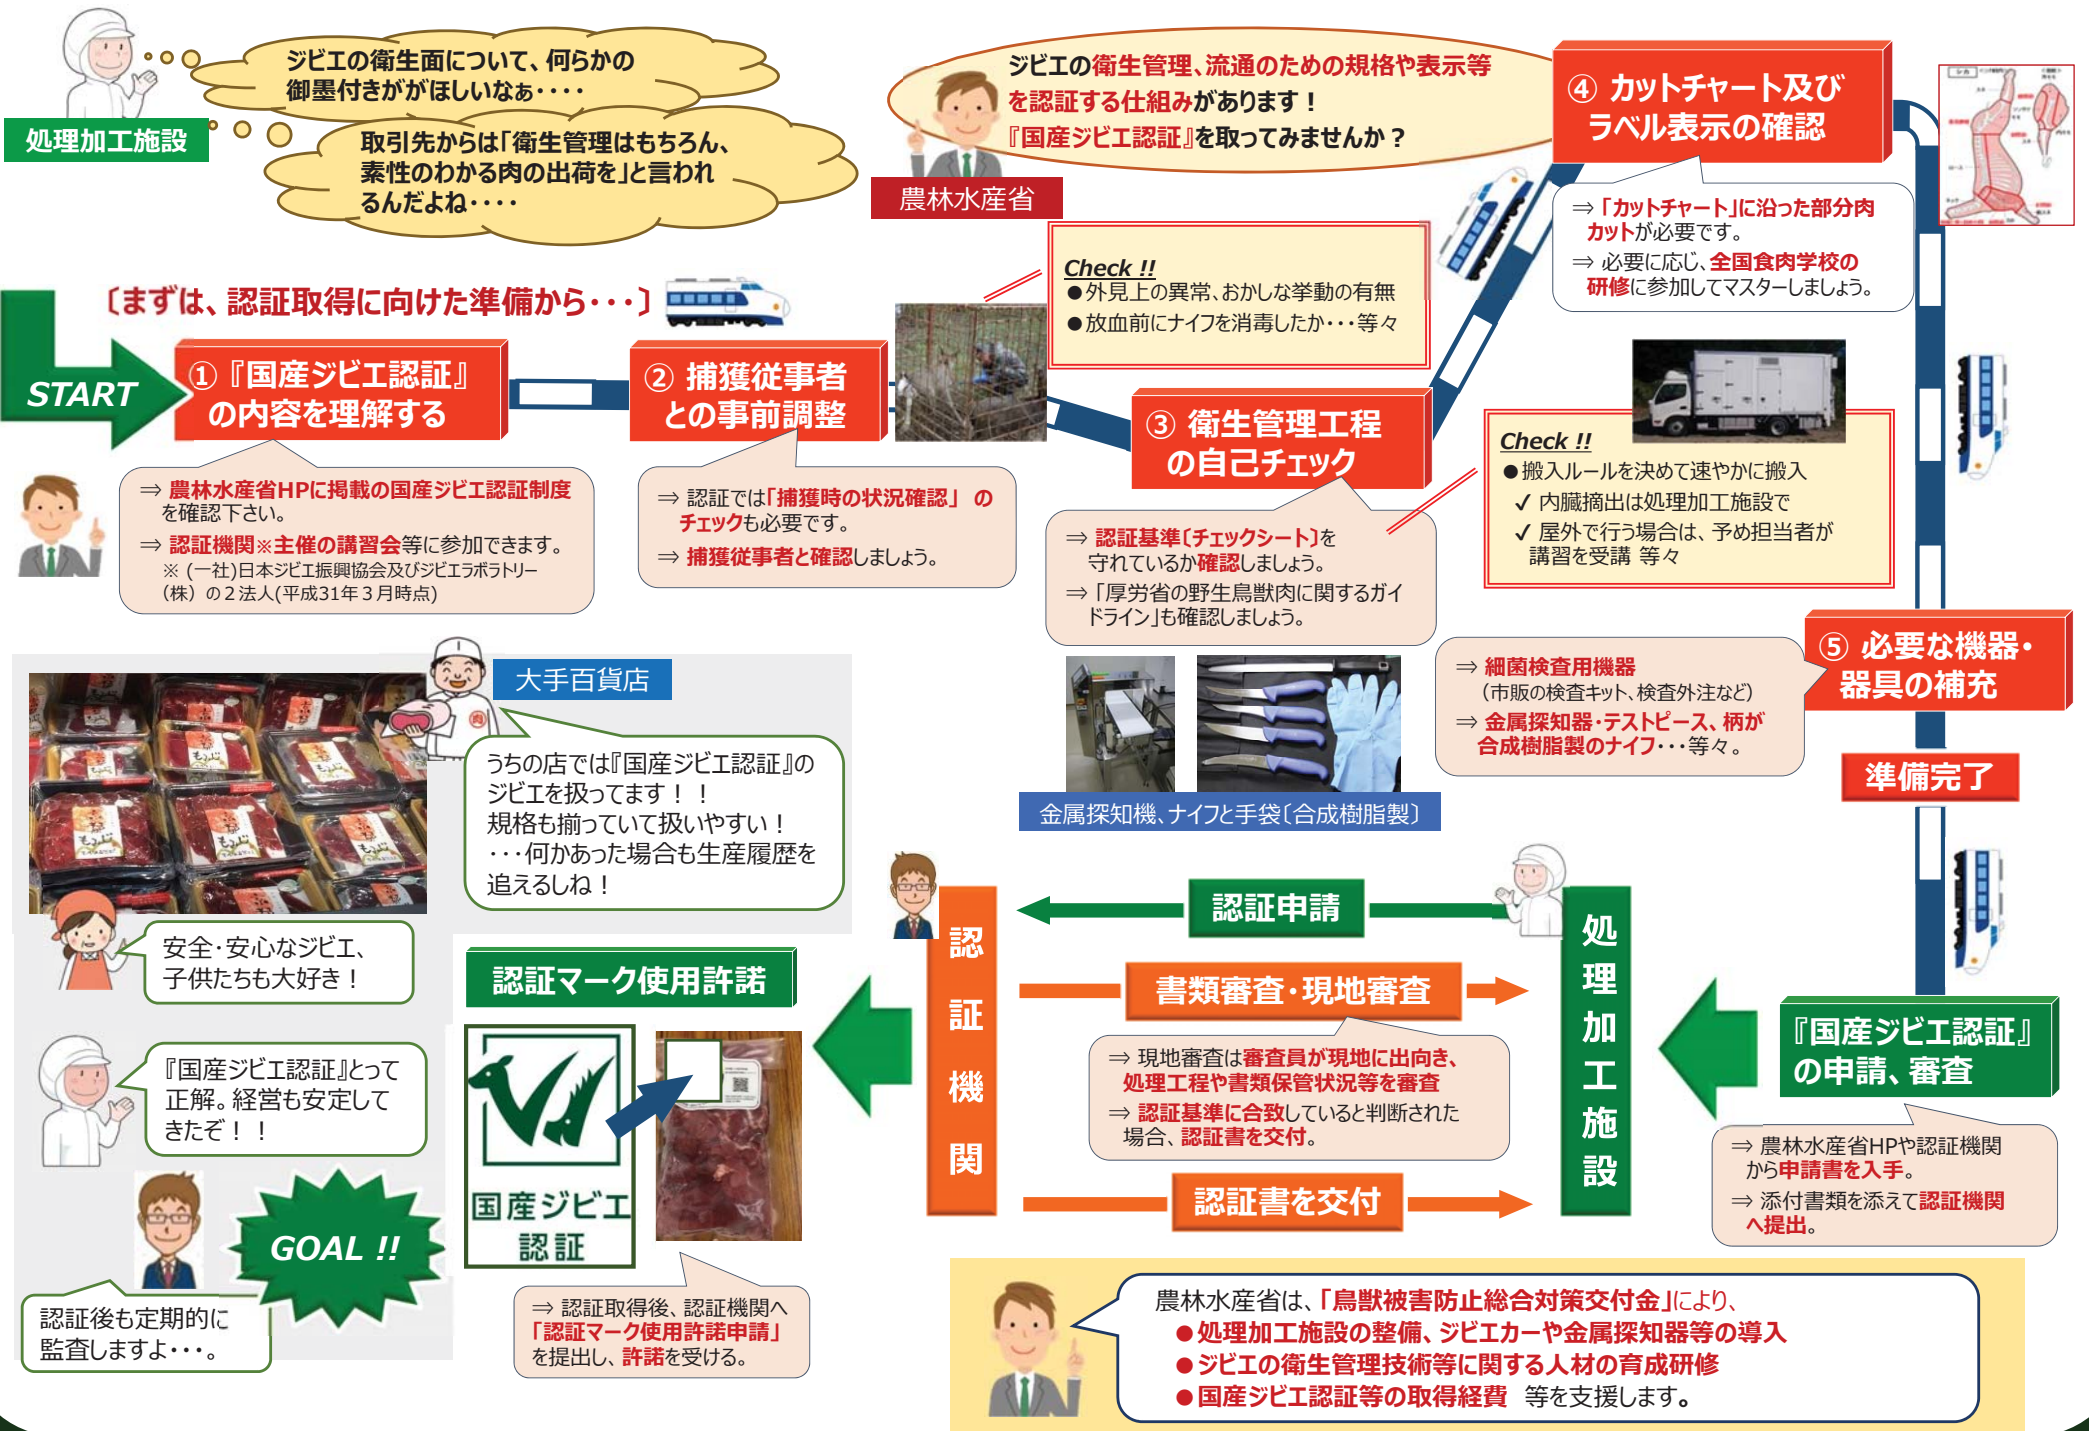 ジビエの衛生面について、何らかの
御墨付きががほしいなぁ・・・・
処理加工施設
取引先からは「衛生管理はもちろん、
素性のわかる肉の出荷を」と言われ
るんだよね・・・・
ジビエの衛生管理、流通のための規格や表示等
を認証する仕組みがあります！
『国産ジビエ認証』を取ってみませんか？
農林水産省
④ カットチャート及び
ラベル表示の確認
⇒「カットチャート」に沿った部分肉
カットが必要です。
⇒ 必要に応じ、全国食肉学校の
研修に参加してマスターしましょう。
〔まずは、認証取得に向けた準備から・・・〕
START
① 『国産ジビエ認証』
の内容を理解する
② 捕獲従事者
との事前調整
Check !!
●外見上の異常、おかしな挙動の有無
●放血前にナイフを消毒したか・・・等々
③ 衛生管理工程
の自己チェック
Check !!
●搬入ルールを決めて速やかに搬入
✓ 内臓摘出は処理加工施設で
✓ 屋外で行う場合は、予め担当者が
講習を受講 等々
⇒ 農林水産省HPに掲載の国産ジビエ認証制度
を確認下さい。
⇒ 認証機関※主催の講習会等に参加できます。
※ (一社)日本ジビエ振興協会及びジビエラボラトリー
（株）の２法人(平成31年３月時点)
⇒ 認証では「捕獲時の状況確認」 の
チェックも必要です。
⇒ 捕獲従事者と確認しましょう。
⇒ 認証基準〔チェックシート〕を
守れているか確認しましょう。
⇒「厚労省の野生鳥獣肉に関するガイ
ドライン」も確認しましょう。
⑤ 必要な機器・
器具の補充
⇒ 細菌検査用機器
（市販の検査キット、検査外注など）
⇒ 金属探知器・テストピース、柄が
合成樹脂製のナイフ・・・等々。
金属探知機、ナイフと手袋〔合成樹脂製〕
準備完了
『国産ジビエ認証』
の申請、審査
⇒ 農林水産省HPや認証機関
から申請書を入手。
⇒ 添付書類を添えて認証機関
へ提出。
処理加工施設
認証申請
書類審査・現地審査
⇒ 現地審査は審査員が現地に出向き、
処理工程や書類保管状況等を審査
⇒ 認証基準に合致していると判断された
場合、認証書を交付。
認証書を交付
認証機関
認証マーク使用許諾
国産ジビエ
認証
⇒ 認証取得後、認証機関へ
「認証マーク使用許諾申請」
を提出し、許諾を受ける。
大手百貨店
うちの店では『国産ジビエ認証』の
ジビエを扱ってます！！
規格も揃っていて扱いやすい！
・・・何かあった場合も生産履歴を
追えるしね！
安全・安心なジビエ、
子供たちも大好き！
『国産ジビエ認証』とって
正解。経営も安定して
きたぞ！！
GOAL !!
認証後も定期的に
監査しますよ・・・。
農林水産省は、「鳥獣被害防止総合対策交付金」により、
●処理加工施設の整備、ジビエカーや金属探知器等の導入
●ジビエの衛生管理技術等に関する人材の育成研修
●国産ジビエ認証等の取得経費 等を支援します。